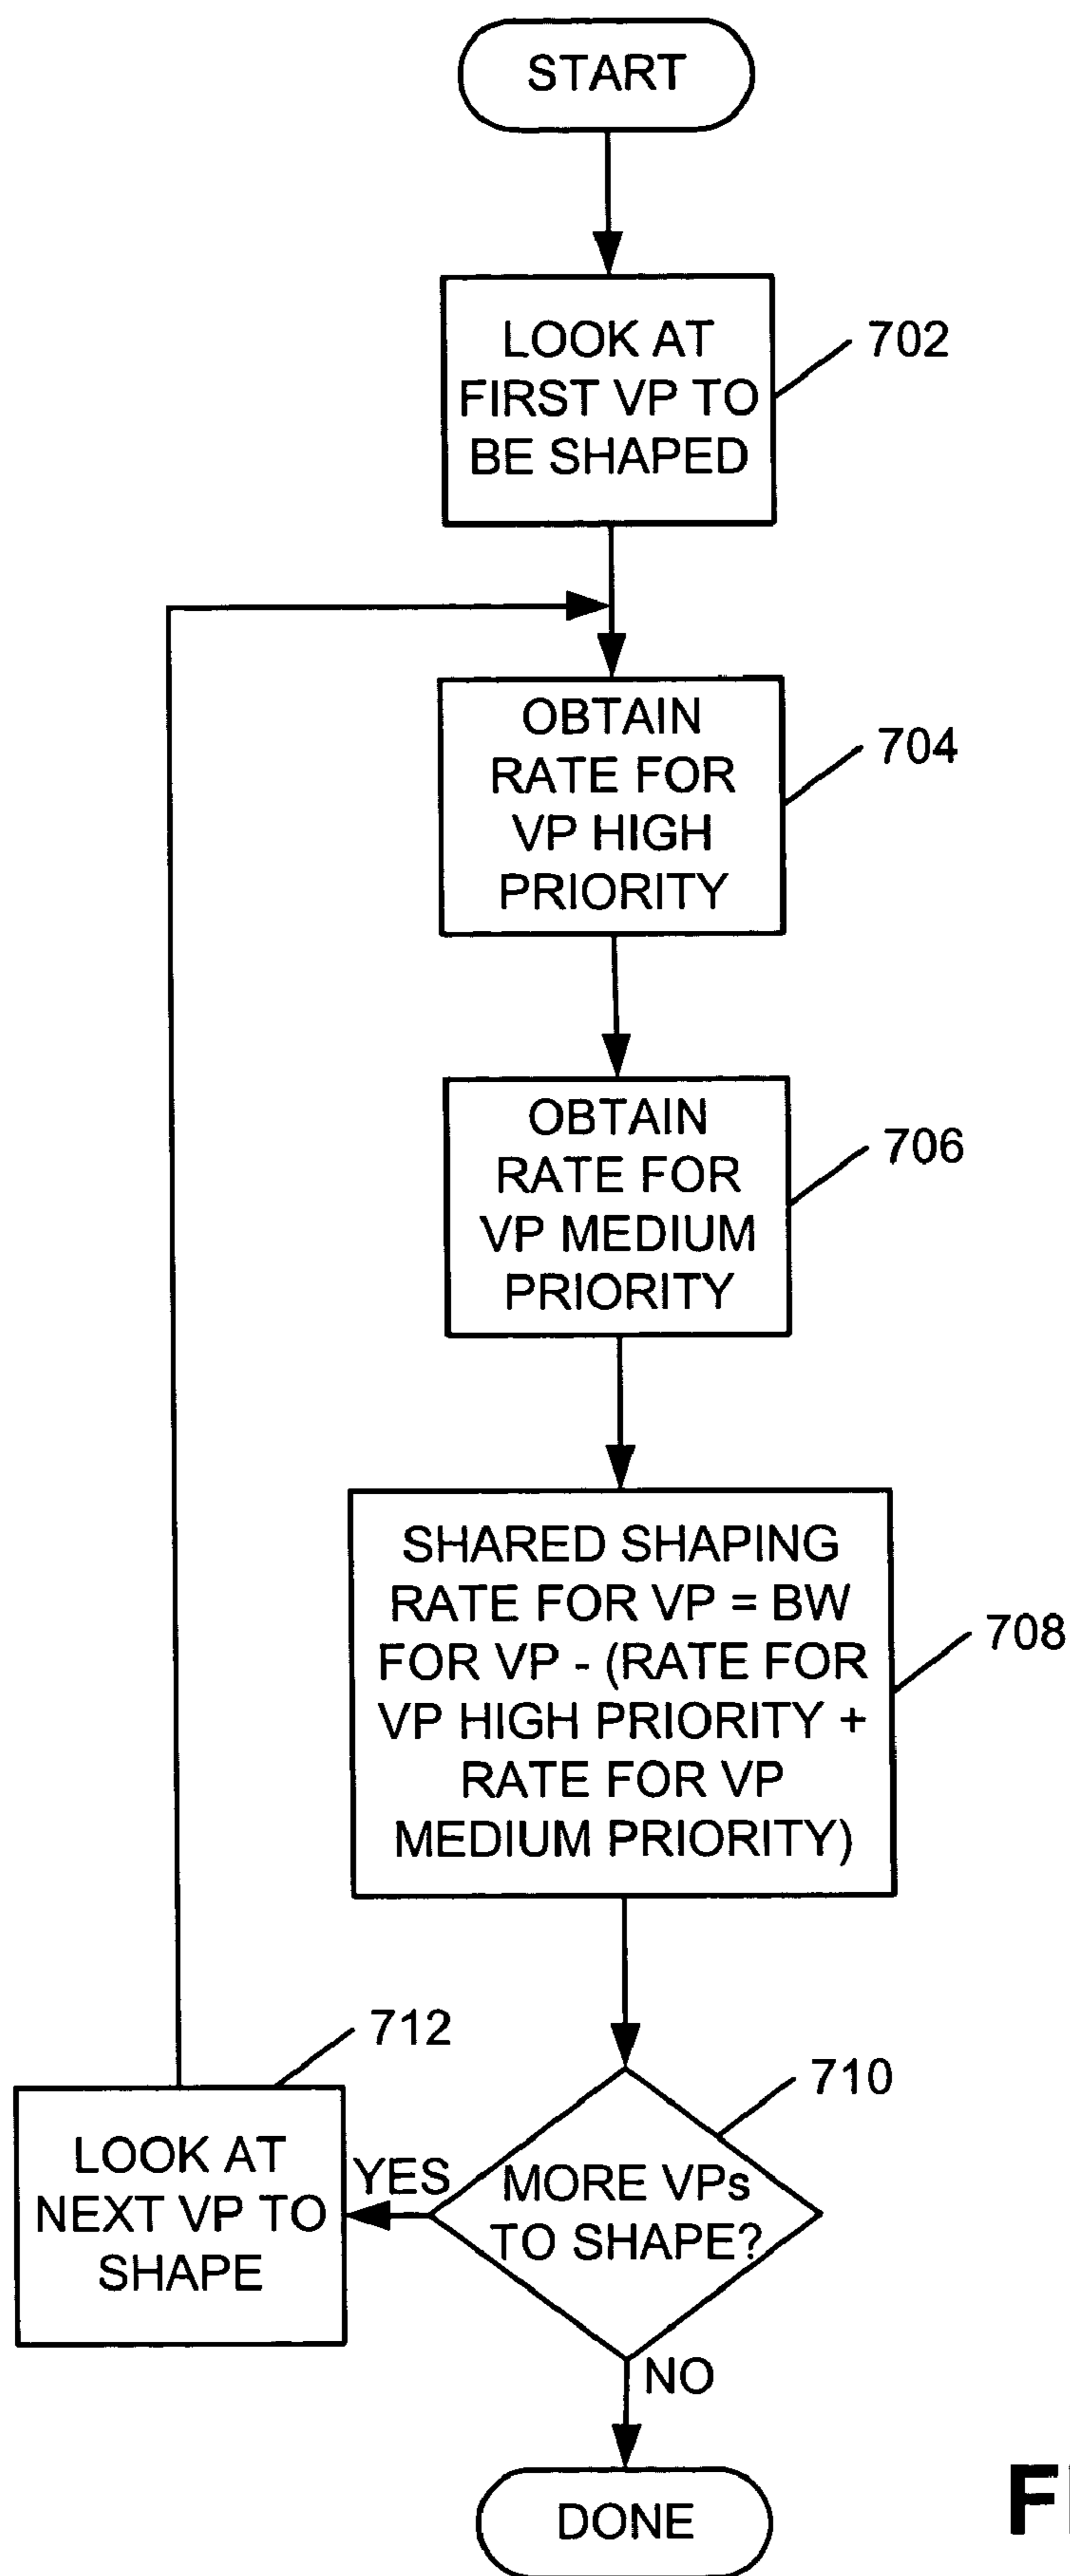 START
LOOK AT
FIRST VP TO
BE SHAPED
702
OBTAIN
RATE FOR
VP HIGH
PRIORITY
704
OBTAIN
RATE FOR
VP MEDIUM
PRIORITY
706
SHARED SHAPING
RATE FOR VP = BW
FOR VP - (RATE FOR
VP HIGH PRIORITY +
RATE FOR VP
MEDIUM PRIORITY)
708
712
LOOK AT
NEXT VP TO
SHAPE
YES
710
MORE VPs
TO SHAPE?
NO
DONE